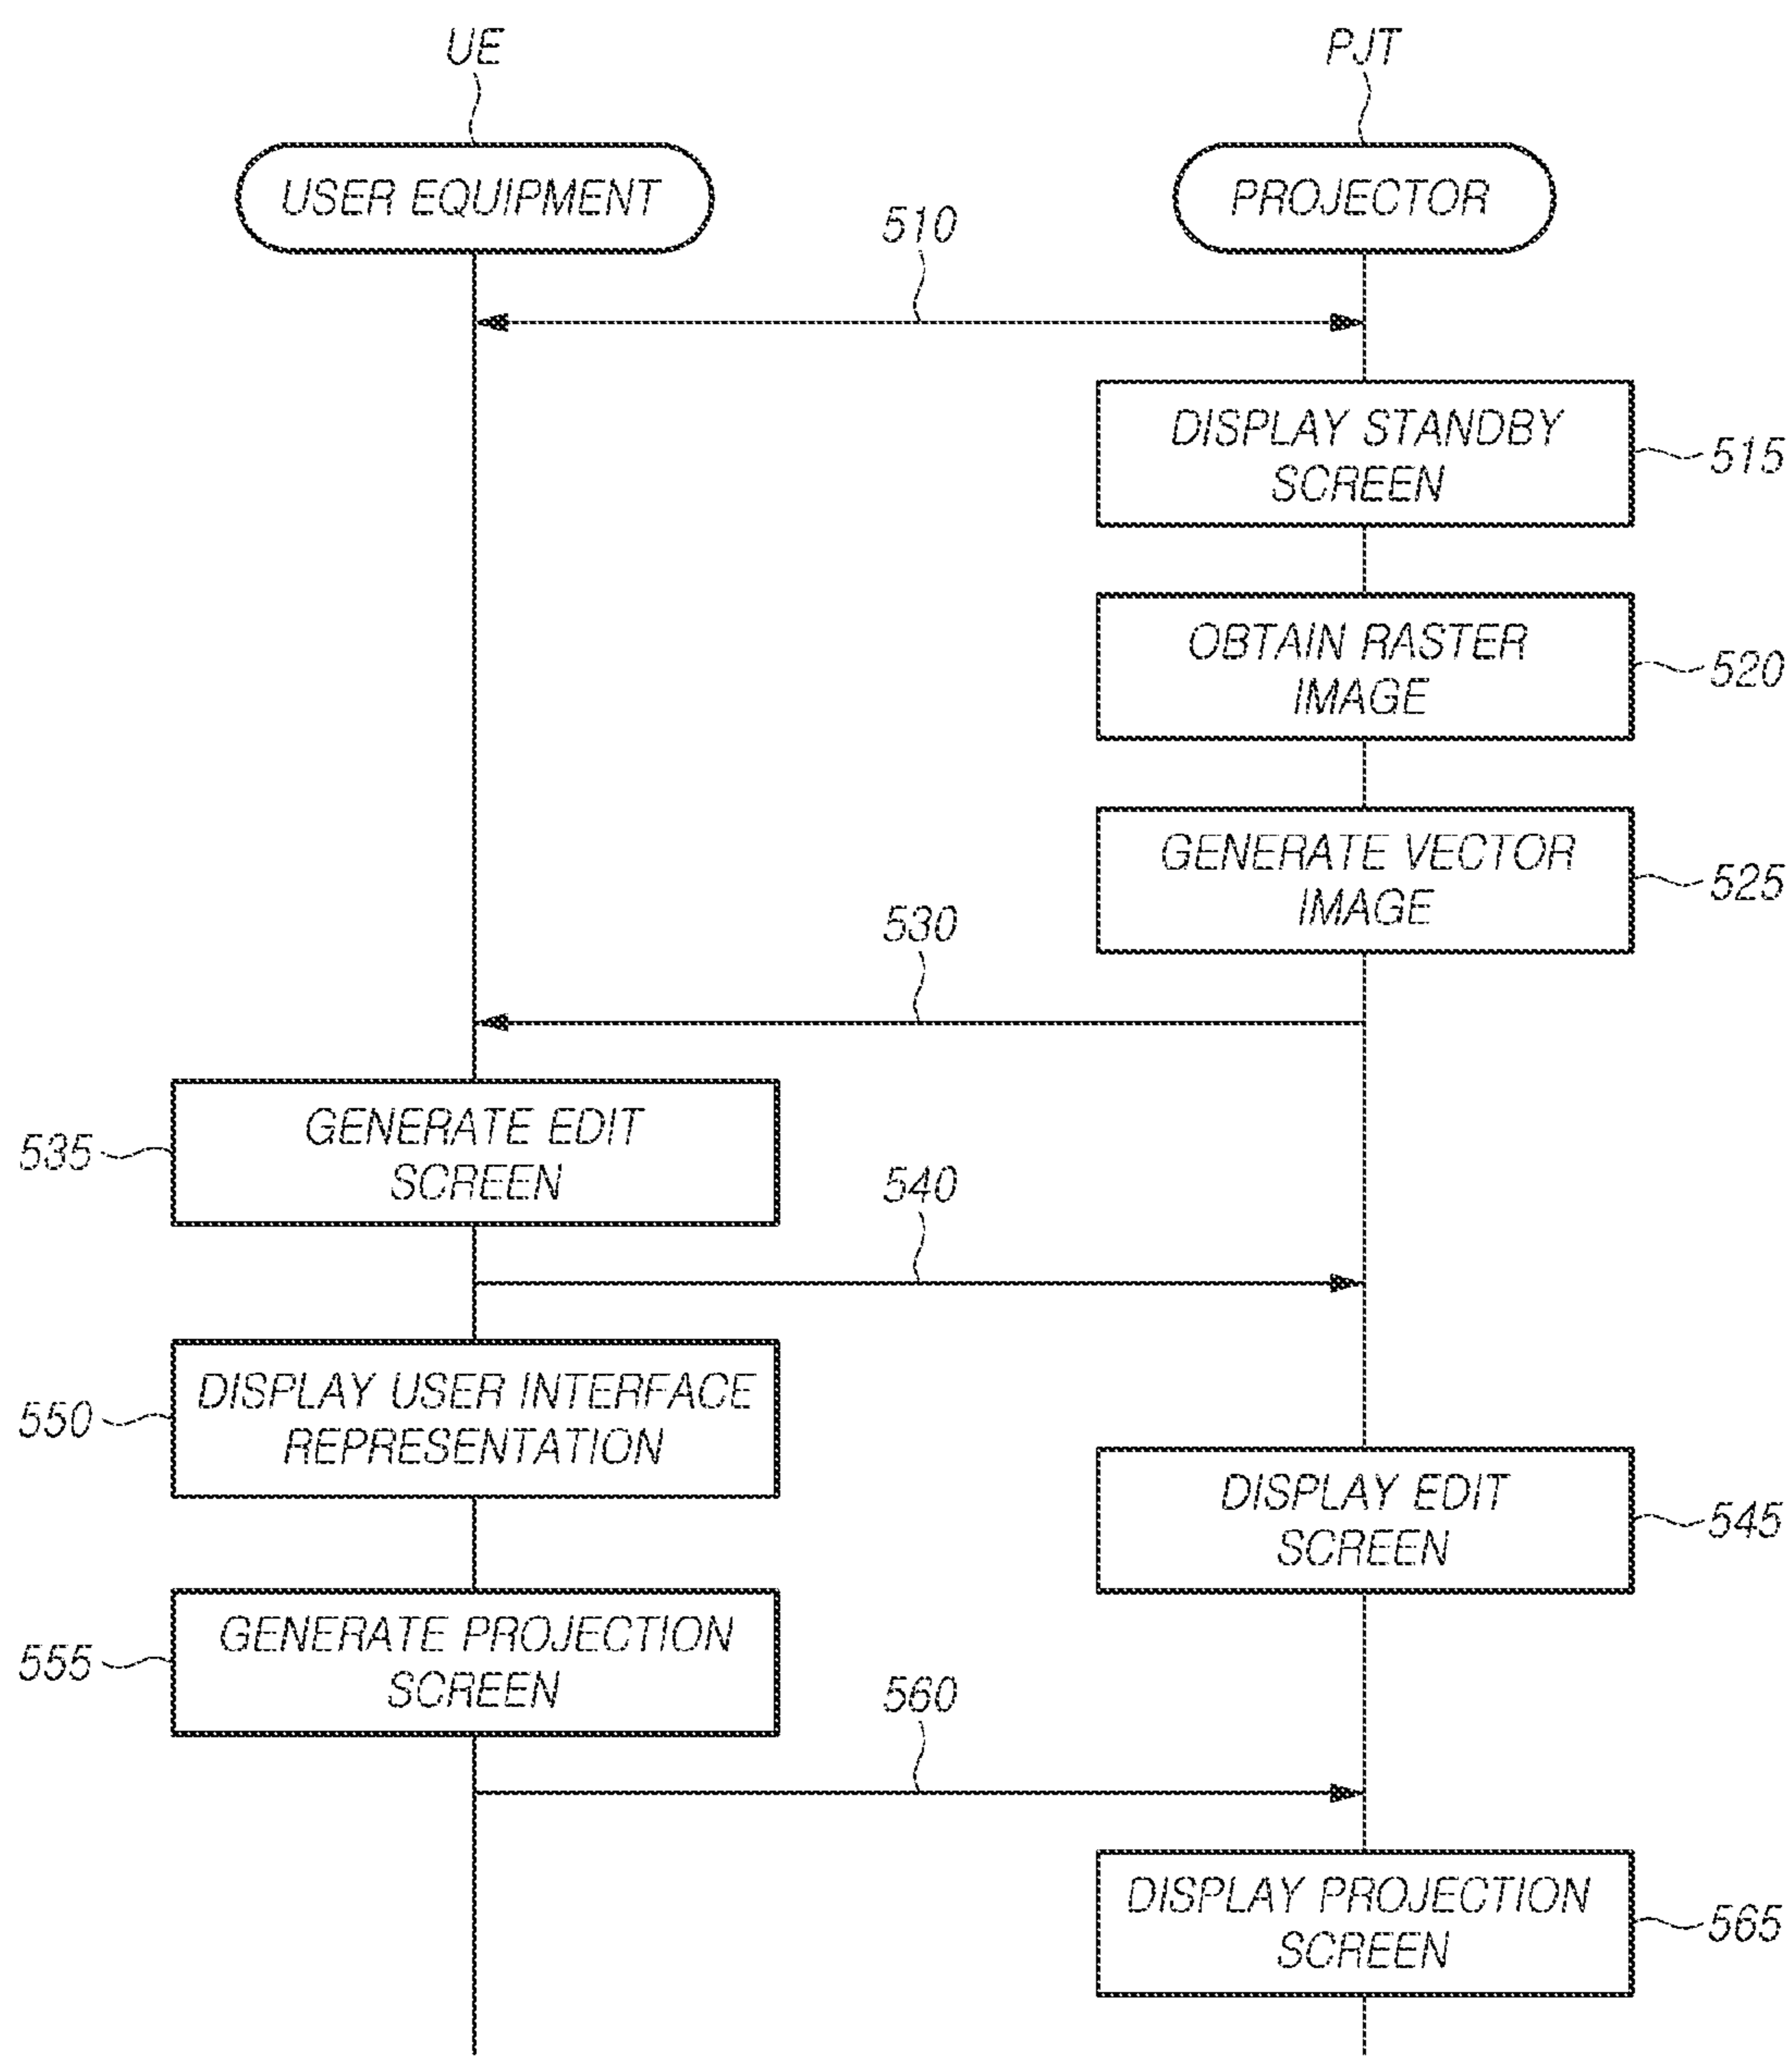 UE
PJT
USER EQUIPMENT
PROJECTOR
510
DISPLAY STANDBY
SCREEN
515
OBTAIN RASTER
IMAGE
520
GENERATE VECTOR
IMAGE
525
530
GENERATE EDIT
SCREEN
535
540
DISPLAY USER INTERFACE
REPRESENTATION
550
DISPLAY EDIT
SCREEN
545
GENERATE PROJECTION
SCREEN
555
560
DISPLAY PROJECTION
SCREEN
565